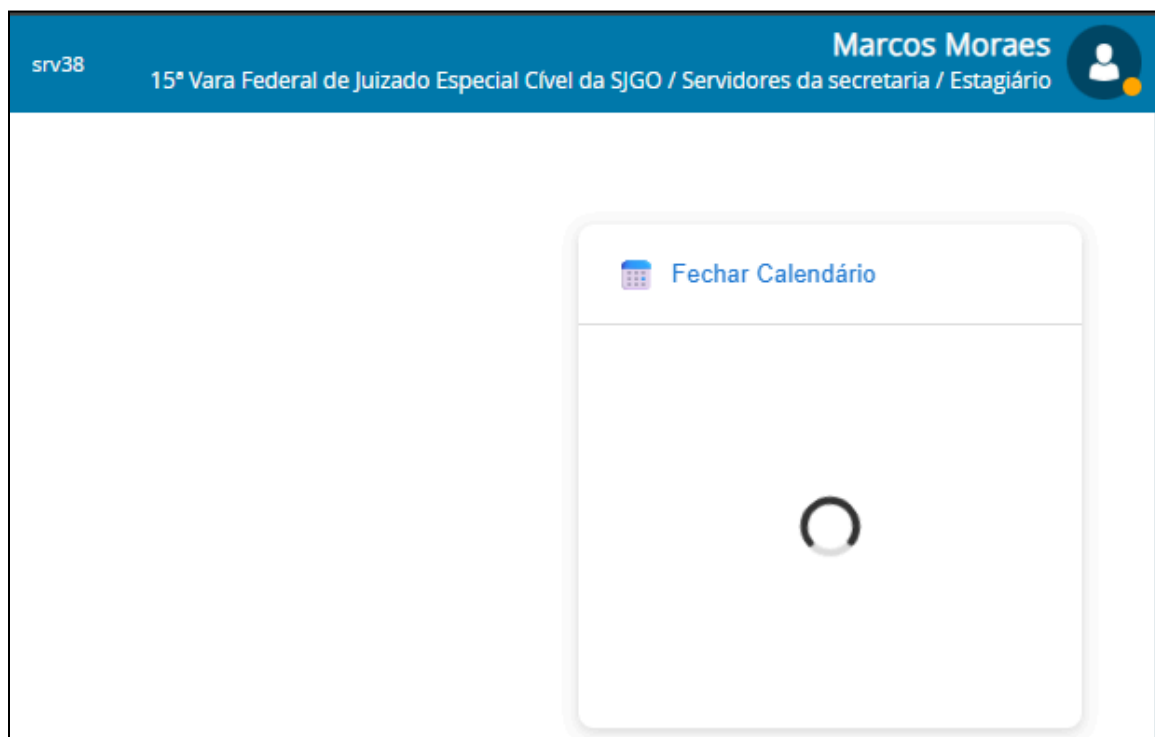 srv38
Marcos Moraes
15ª Vara Federal de Juizado Especial Cível da SJGO / Servidores da secretaria / Estagiário
Fechar Calendário